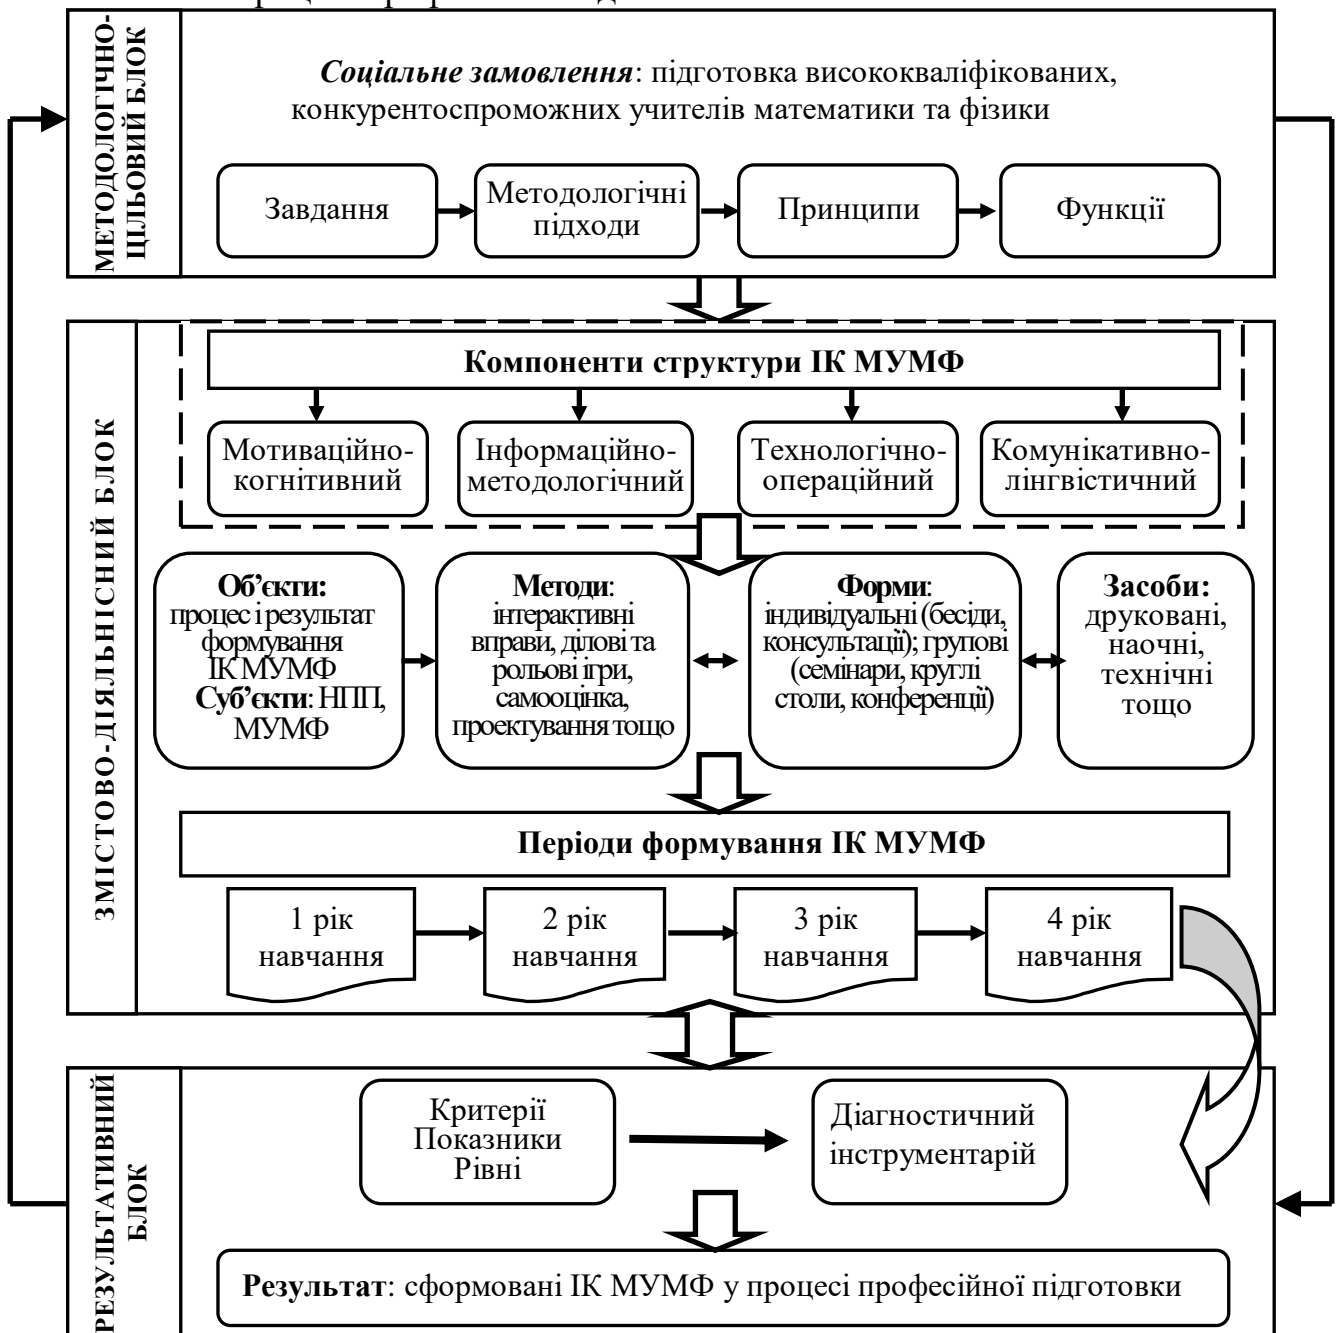 МЕТОДОЛОГІЧНО-
ЦІЛЬОВИЙ БЛОК
Соціальне замовлення: підготовка висококваліфікованих,
конкурентоспроможних учителів математики та фізики
Завдання
Методологічні
підходи
Принципи
Функції
ЗМІСТОВО-ДІЯЛЬНІСНИЙ БЛОК
Компоненти структури ІК МУМФ
Мотиваційно-
когнітивний
Інформаційно-
методологічний
Технологічно-
операційний
Комунікативно-
лінгвістичний
Об’єкти:
процес і результат
формування
ІК МУМФ
Суб’єкти: НПП,
МУМФ
Методи:
інтерактивні
вправи, ділові та
рольові ігри,
самооцінка,
проектування тощо
Форми:
індивідуальні (бесіди,
консультації); групові
(семінари, круглі
столи, конференції)
Засоби:
друковані,
наочні,
технічні
тощо
Періоди формування ІК МУМФ
1 рік
навчання
2 рік
навчання
3 рік
навчання
4 рік
навчання
РЕЗУЛЬТАТИВНИЙ
БЛОК
Критерії
Показники
Рівні
Діагностичний
інструментарій
Результат: сформовані ІК МУМФ у процесі професійної підготовки